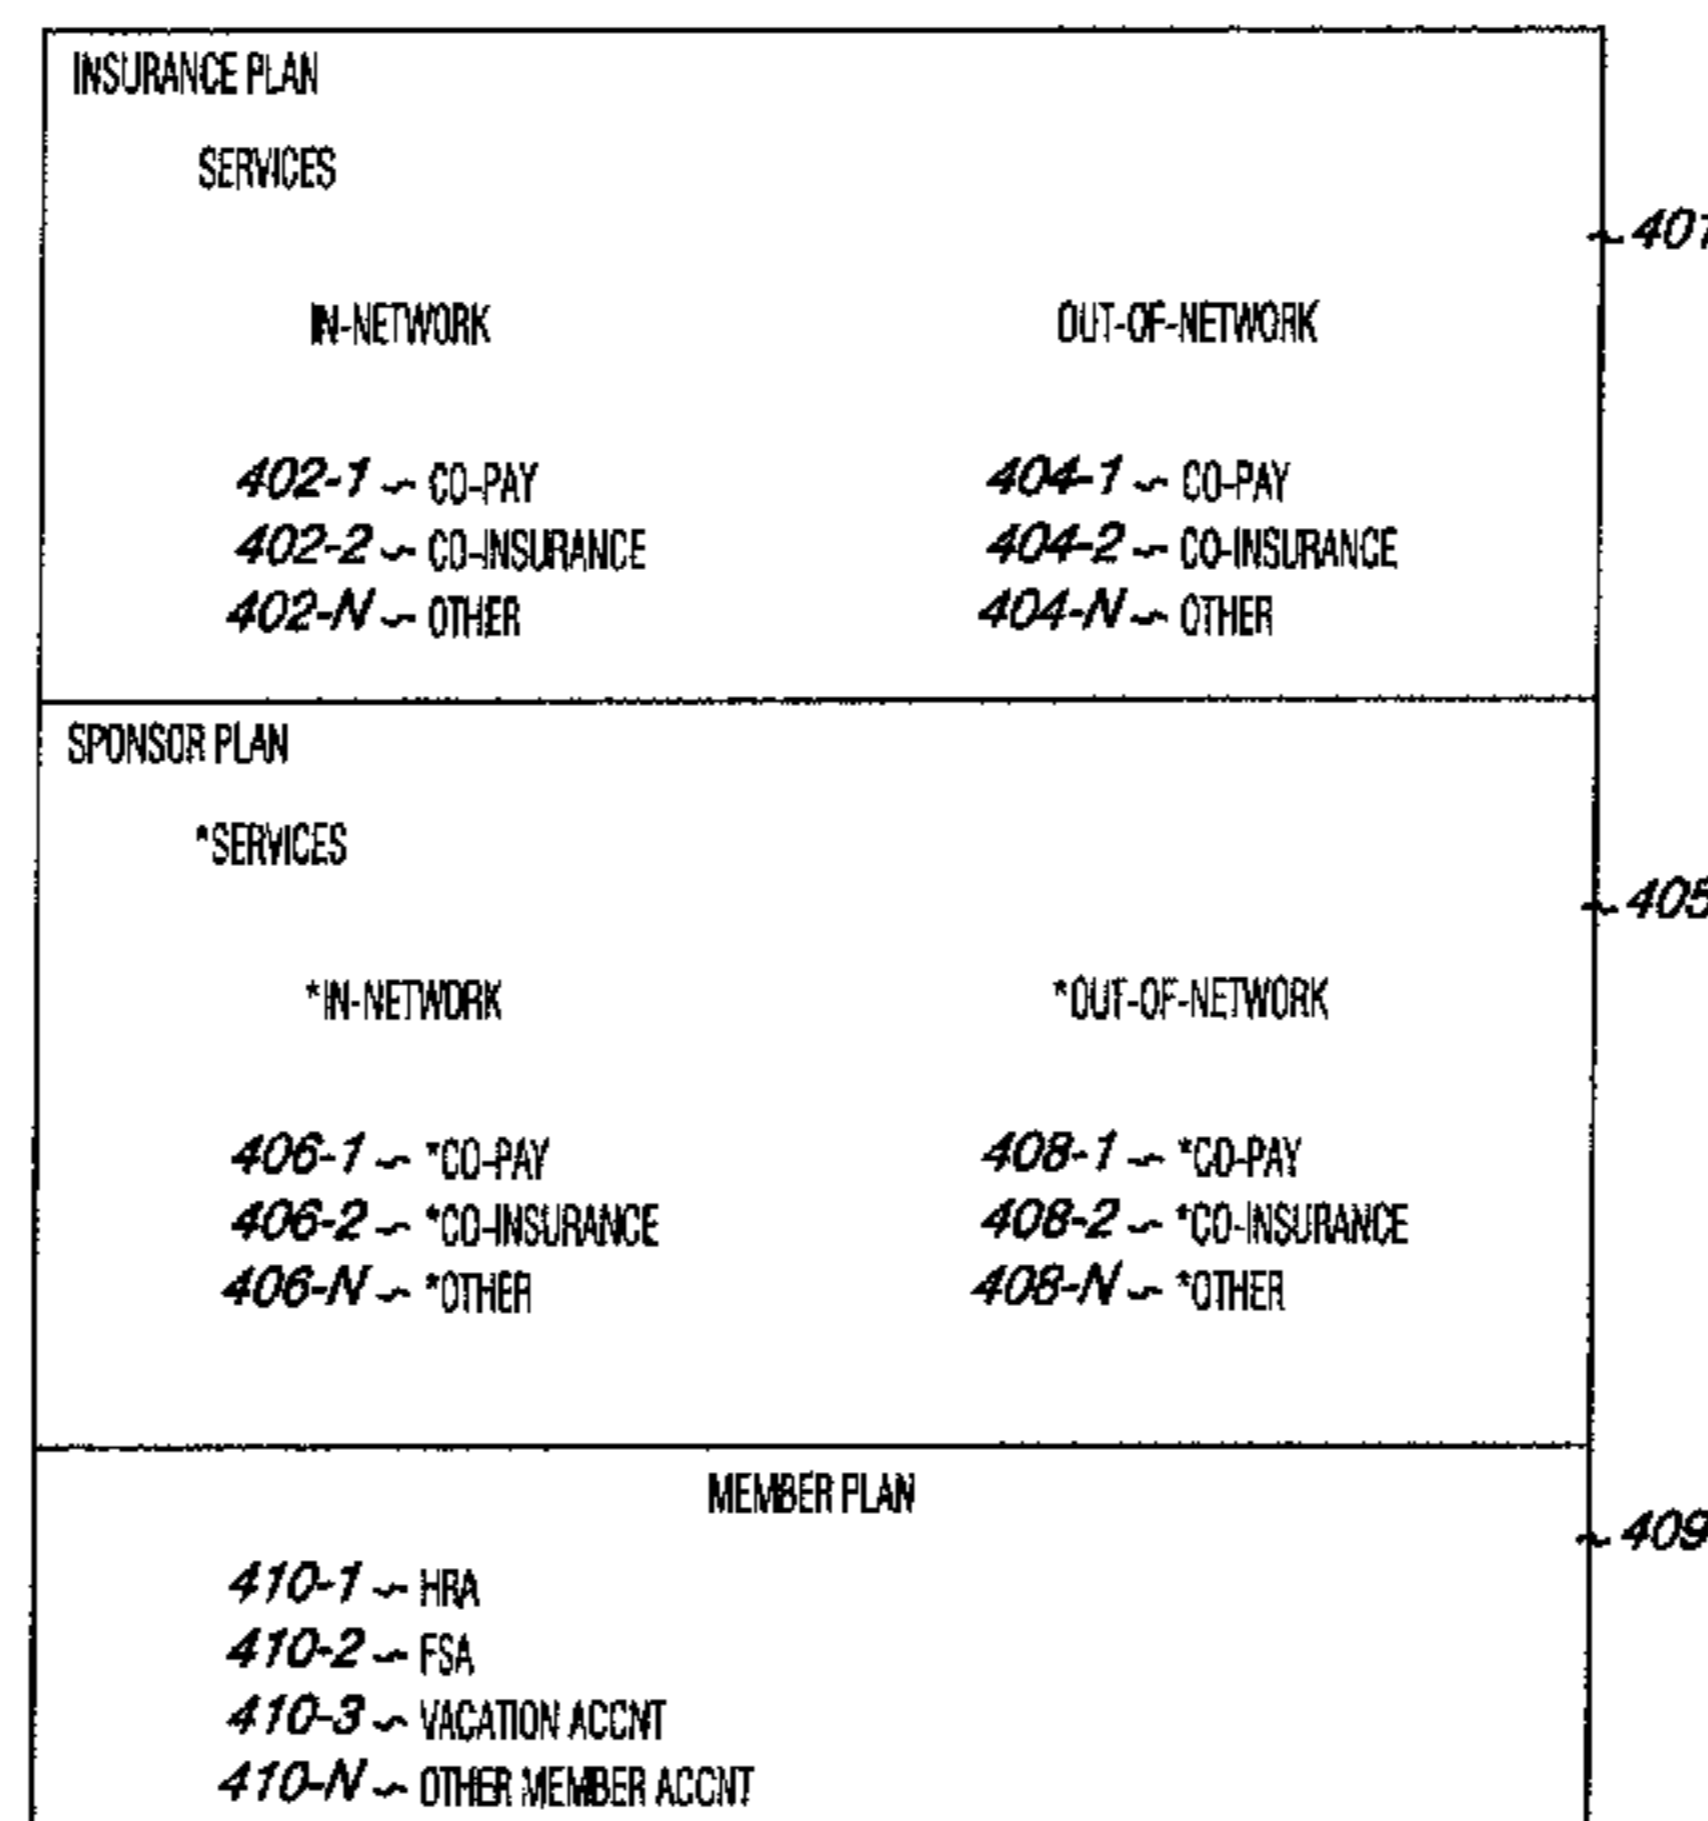 INSURANCE PLAN
SERVICES
401
IN-NETWORK OUT-OF-NETWORK
402-1 CO-PAY 404-1 CO-PAY
402-2 CO-INSURANCE 404-2 CO-INSURANCE
402-N OTHER 404-N OTHER
SPONSOR PLAN
*SERVICES
405
*IN-NETWORK *OUT-OF-NETWORK
406-1 *CO-PAY 408-1 *CO-PAY
406-2 *CO-INSURANCE 408-2 *CO-INSURANCE
406-N *OTHER 408-N *OTHER
MEMBER PLAN
409
410-1 HRA
410-2 FSA
410-3 VACATION ACCNT
410-N OTHER MEMBER ACCNT